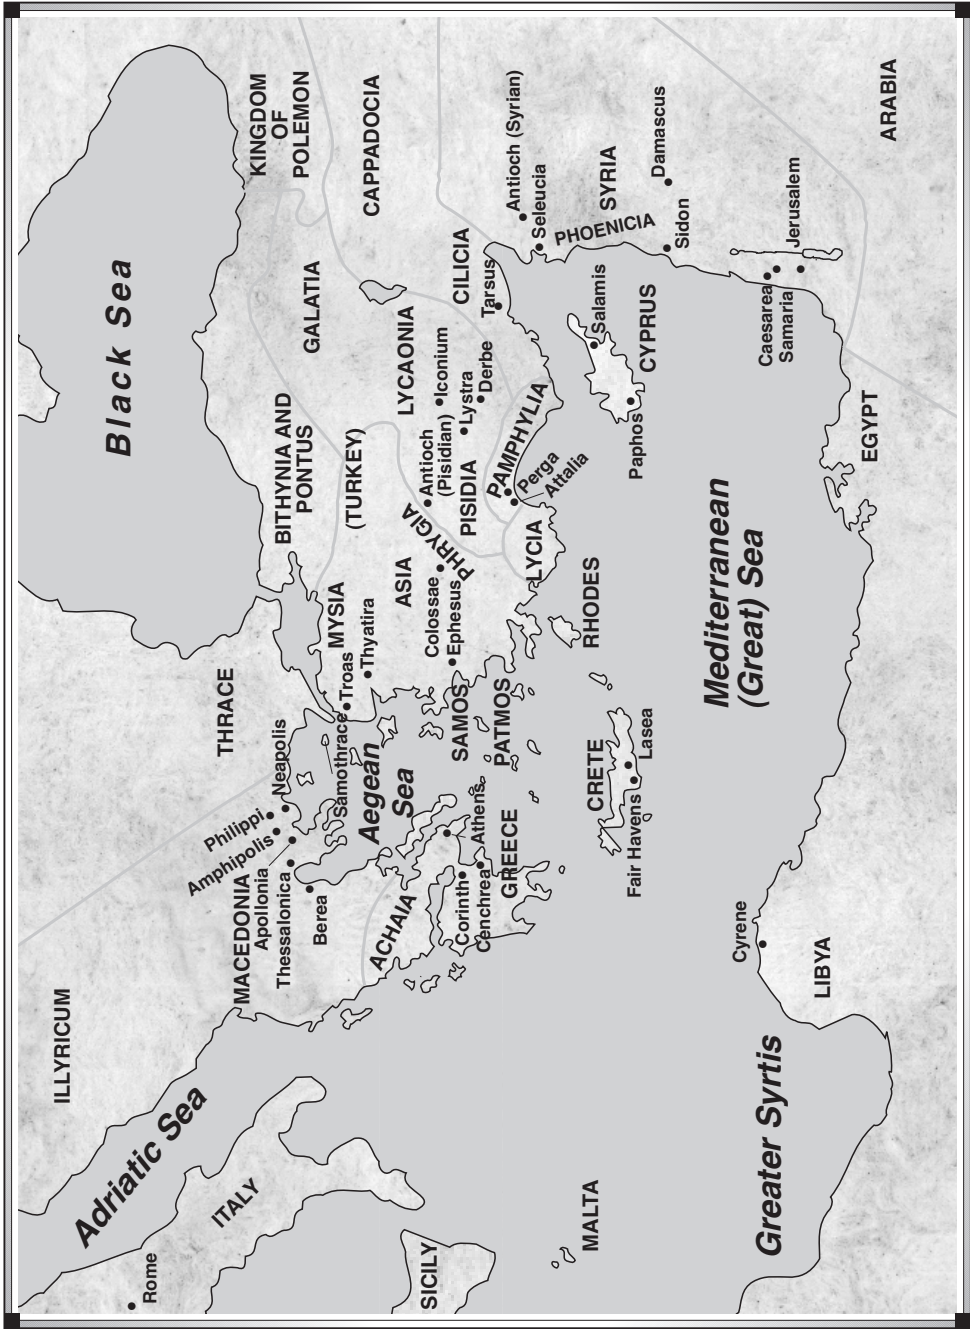 ILLYRICUM
Adriatic Sea
ITALY
Rome
SICILY
MALTA
Greater Syrtis
LIBYA
Cyrene
MACEDONIA
Apollonia
Thessalonica
Berea
Amphipolis
Philippi
Neapolis
THRACE
Samothrace
Aegean
Sea
ACHAIA
Corinth
Cenchrea
GREECE
Athens
SAMOS
PATMOS
CRETE
Fair Havens
Lasea
RHODES
Black Sea
BITHYNIA AND
PONTUS
(TURKEY)
MYSIA
Troas
Thyatira
ASIA
Colossae
Ephesus
PHRYGIA
Antioch
(Pisidian)
PISIDIA
LYCIA
PAMPHYLIA
Perga
Attalia
LYCAONIA
Iconium
Lystra
Derbe
GALATIA
KINGDOM
OF
POLEMON
CAPPADOCIA
CILICIA
Tarsus
Antioch (Syrian)
Seleucia
SYRIA
PHOENICIA
Damascus
Sidon
Salamis
CYPRUS
Paphos
Mediterranean
(Great) Sea
Caesarea
Samaria
Jerusalem
EGYPT
ARABIA